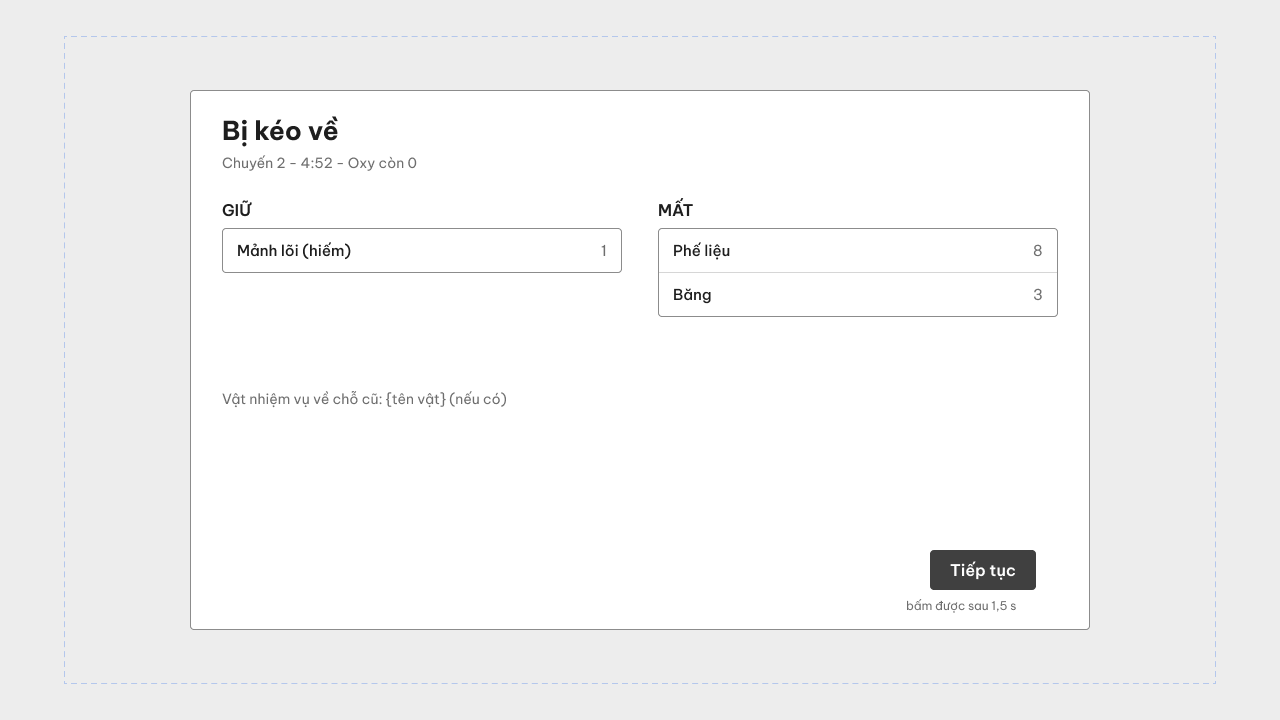 Bị kéo về
Chuyến 2 - 4:52 - Oxy còn 0
GIỮ
Mảnh lõi (hiếm) 1
MẤT
Phế liệu 8
Băng 3
Vật nhiệm vụ về chỗ cũ: {tên vật} (nếu có)
Tiếp tục
bấm được sau 1,5 s